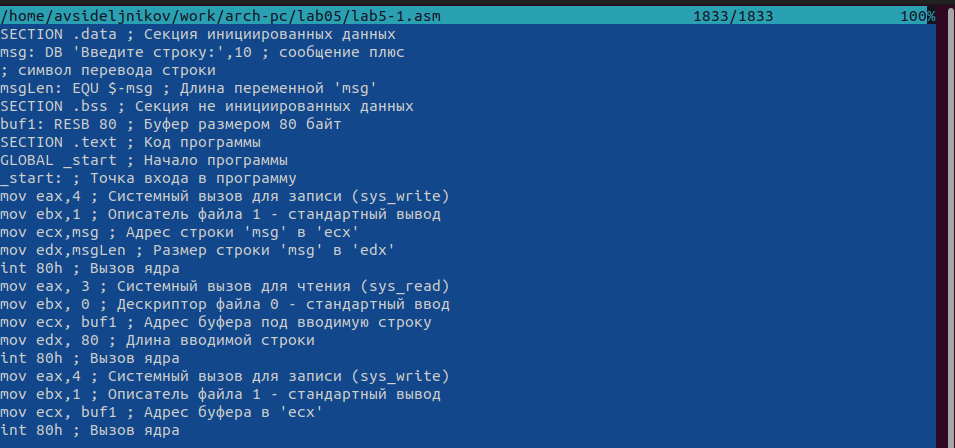 /home/avsideljnikov/work/arch-pc/lab05/lab5-1.asm 1833/1833 100%
SECTION .data ; Секция инициированных данных
msg: DB 'Введите строку:',10 ; сообщение плюс
; символ перевода строки
msgLen: EQU $-msg ; Длина переменной 'msg'
SECTION .bss ; Секция не инициированных данных
buf1: RESB 80 ; Буфер размером 80 байт
SECTION .text ; Код программы
GLOBAL _start ; Начало программы
_start: ; Точка входа в программу
mov eax,4 ; Системный вызов для записи (sys_write)
mov ebx,1 ; Описатель файла 1 - стандартный вывод
mov ecx,msg ; Адрес строки 'msg' в 'ecx'
mov edx,msgLen ; Размер строки 'msg' в 'edx'
int 80h ; Вызов ядра
mov eax, 3 ; Системный вызов для чтения (sys_read)
mov ebx, 0 ; Дескриптор файла 0 - стандартный ввод
mov ecx, buf1 ; Адрес буфера под вводимую строку
mov edx, 80 ; Длина вводимой строки
int 80h ; Вызов ядра
mov eax,4 ; Системный вызов для записи (sys_write)
mov ebx,1 ; Описатель файла 1 - стандартный вывод
mov ecx, buf1 ; Адрес буфера в 'ecx'
int 80h ; Вызов ядра